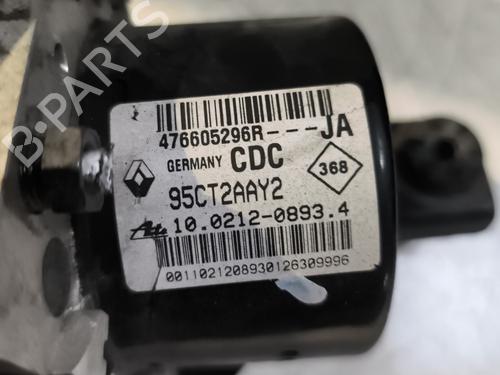 B-PARTS
476605296R---JA
GERMANY CDC
368
95CT2AAY2
Ate 10.0212-0893.4
00110212089301263099996